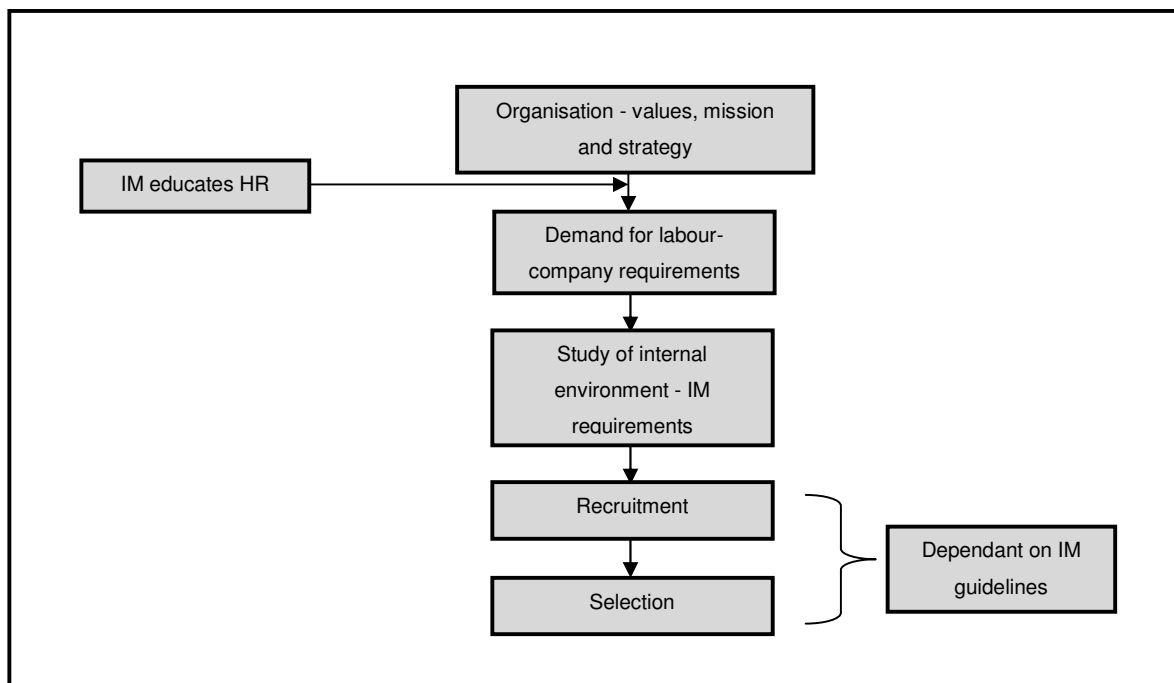 Organisation - values, mission
and strategy
IM educates HR
Demand for labour-
company requirements
Study of internal
environment - IM
requirements
Recruitment
Dependant on IM
guidelines
Selection